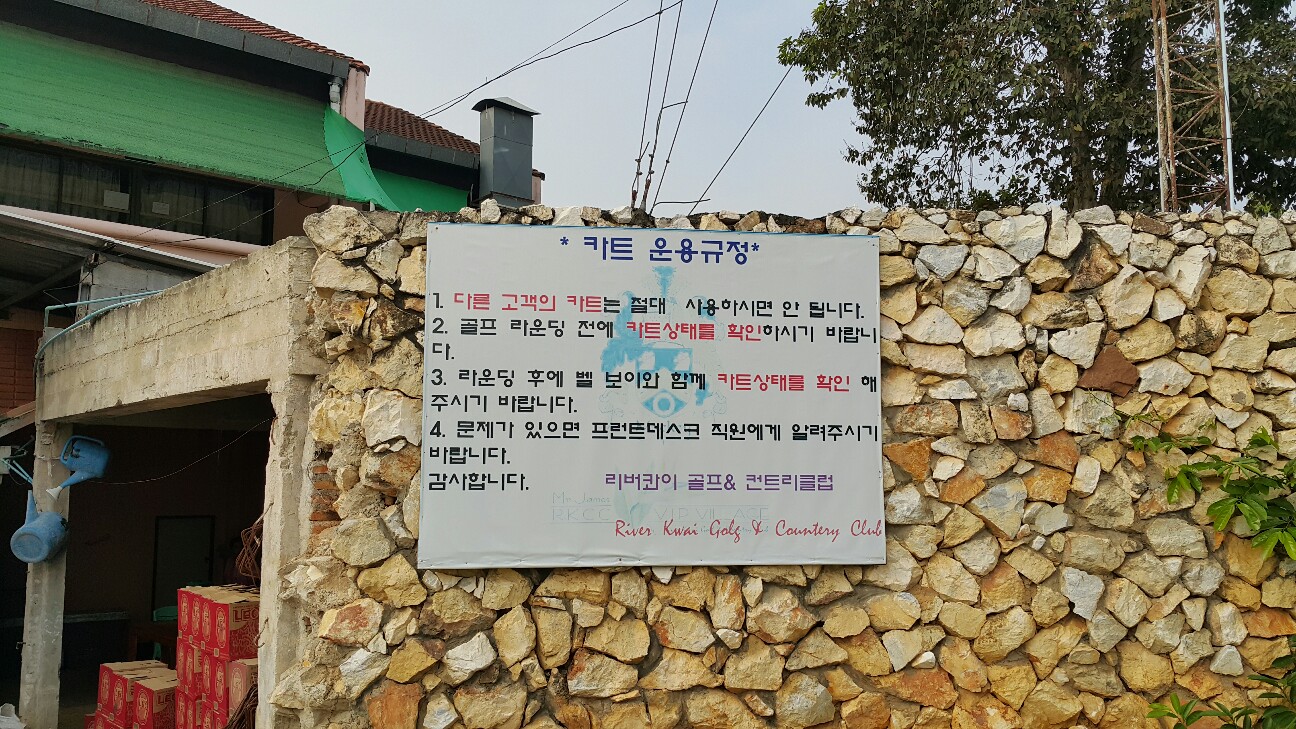 * 카트 운용규정*
1. 다른 고객의 카트는 절대 사용하시면 안 됩니다.
2. 골프 라운딩 전에 카트상태를 확인하시기 바랍니
다.
3. 라운딩 후에 벨 보이와 함께 카트상태를 확인 해
주시기 바랍니다.
4. 문제가 있으면 프런트데스크 직원에게 알려주시기
바랍니다.
감사합니다. 리버콰이 골프& 컨트리클럽
RKCC VIP VILLAGE
River Kwai Golg & Countery Club
LEO